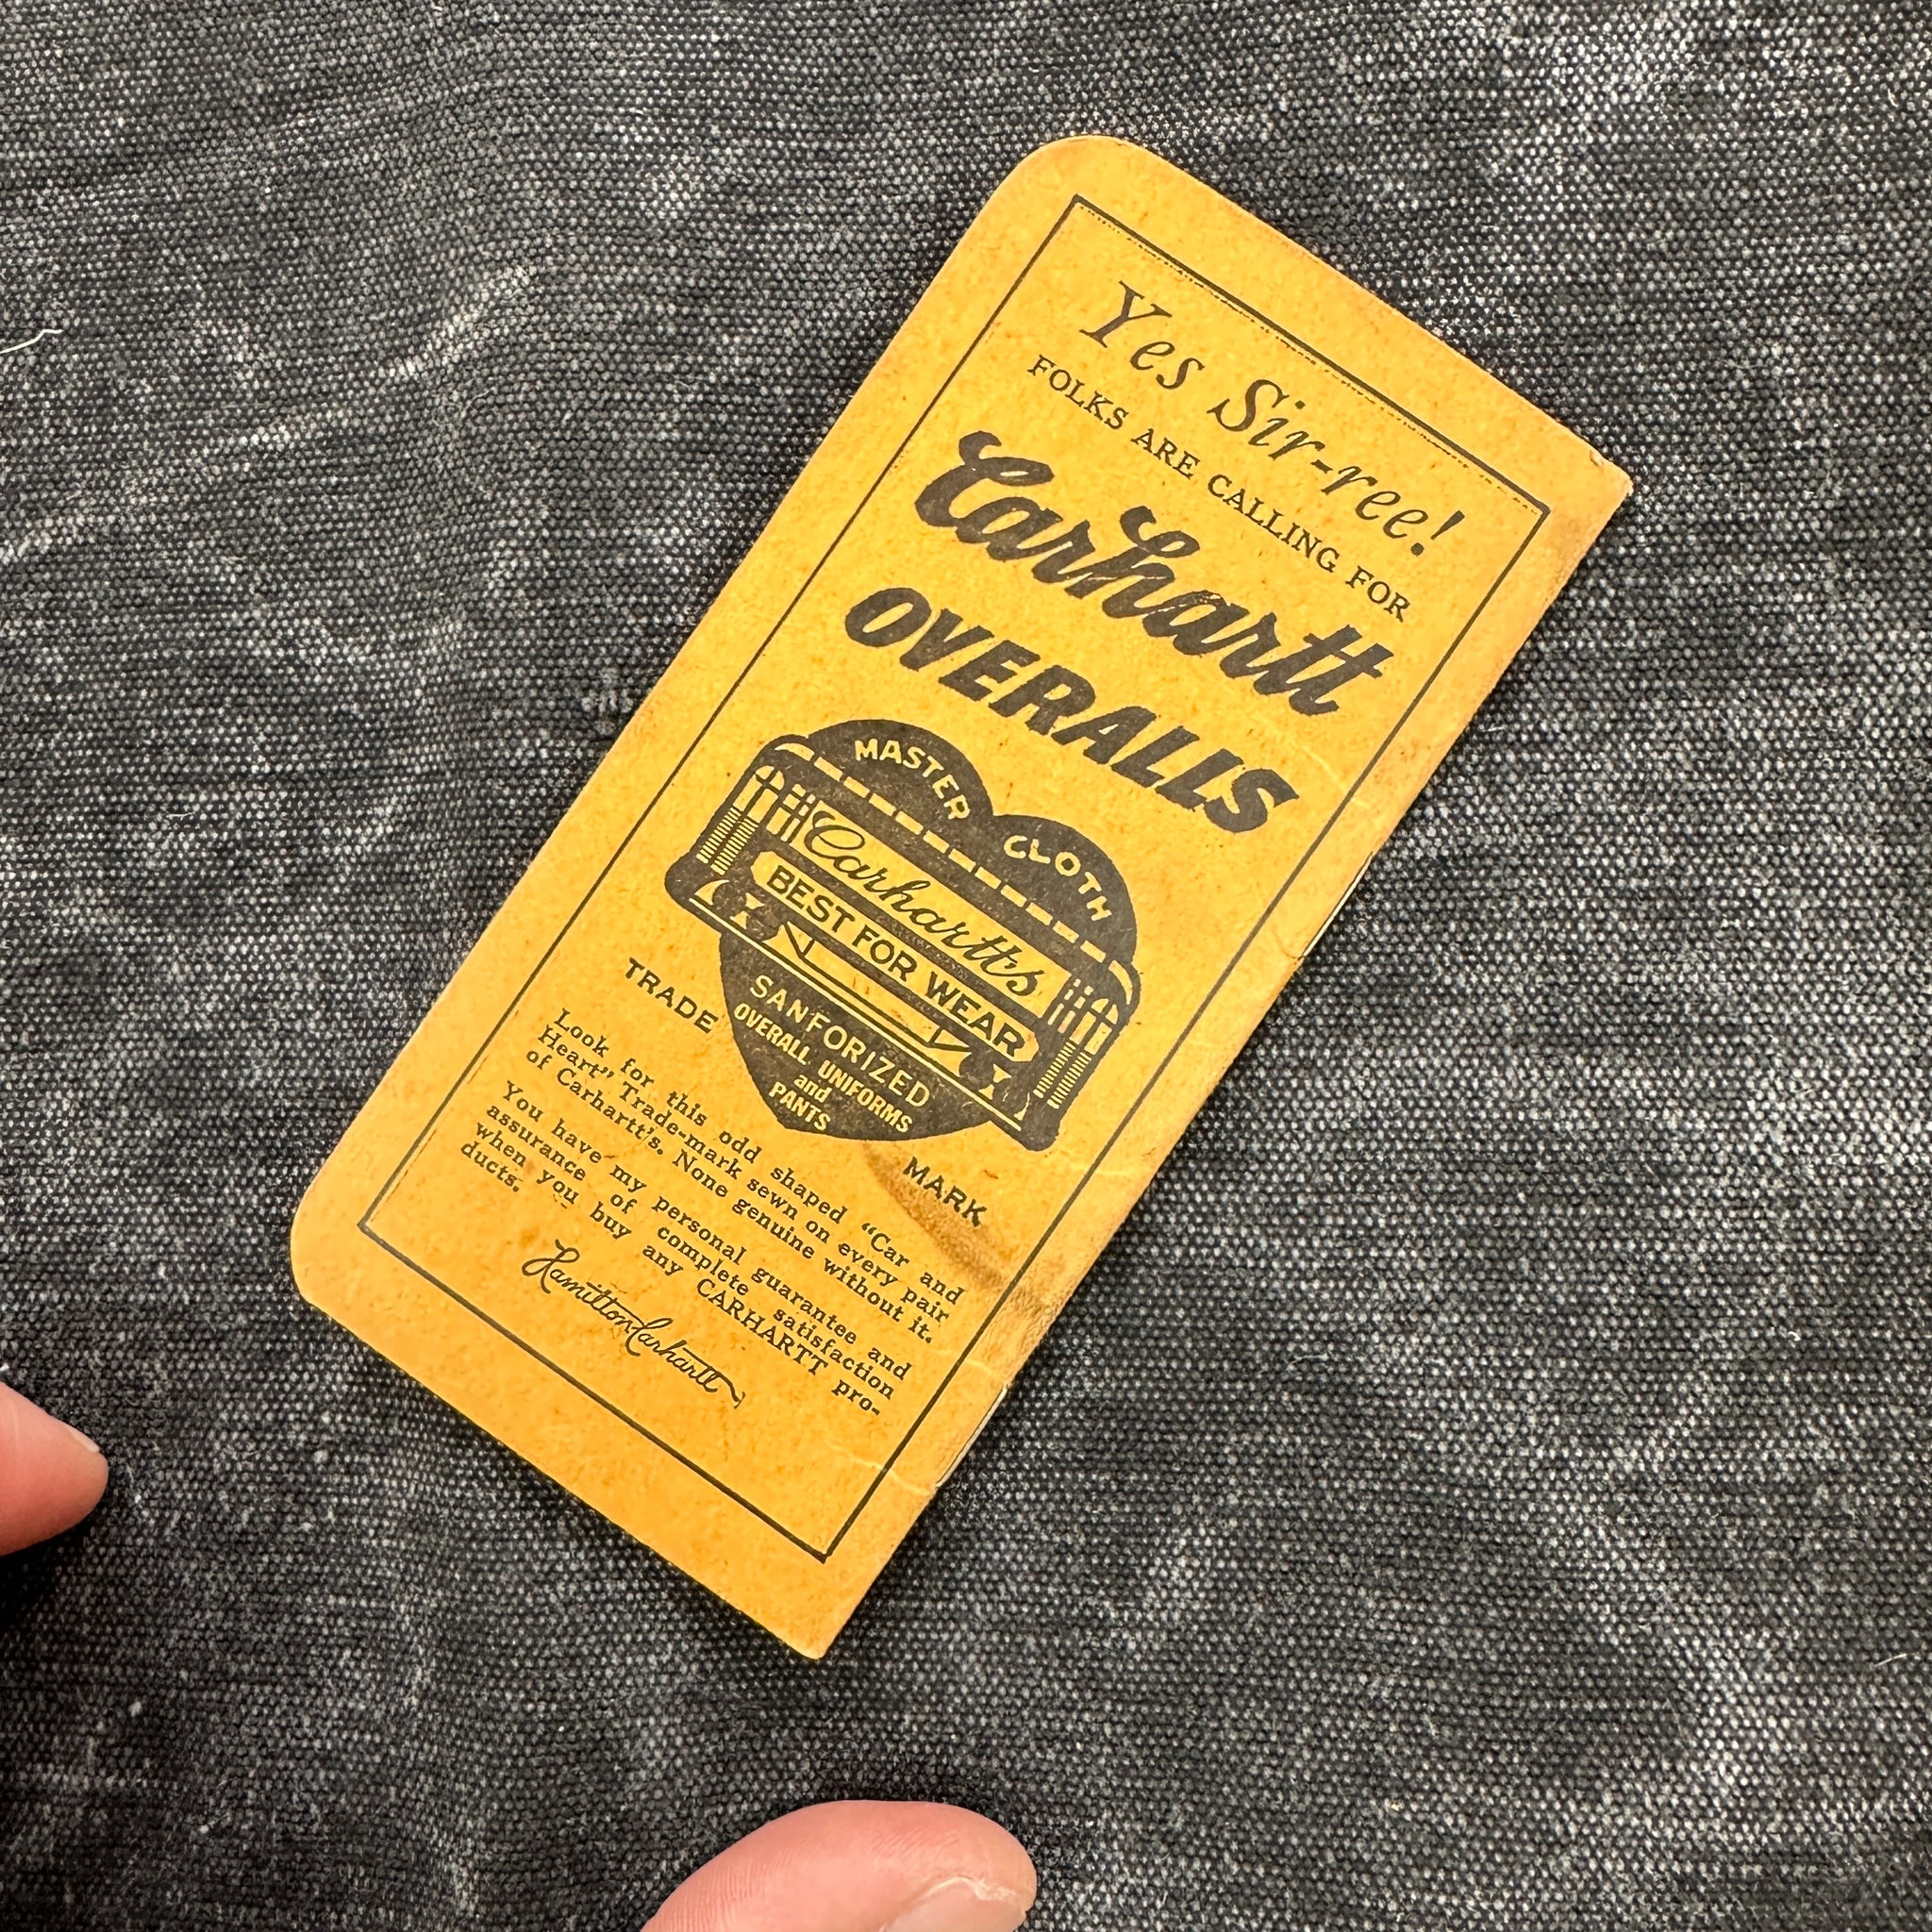 Yes Sir-ree!
FOLKS ARE CALLING FOR
Carhartt
OVERALLS
MASTER CLOTH
Carhartt's
BEST FOR WEAR
SANFORIZED
OVERALL UNIFORMS
and
PANTS
TRADE MARK
Look for this odd shaped “Car and
Heart” Trade-mark sewn on every pair
of Carhartt's. None genuine without it.
You have my personal guarantee and
assurance of complete satisfaction
when you buy any CARHARTT pro-
ducts.
Hamilton Carhartt